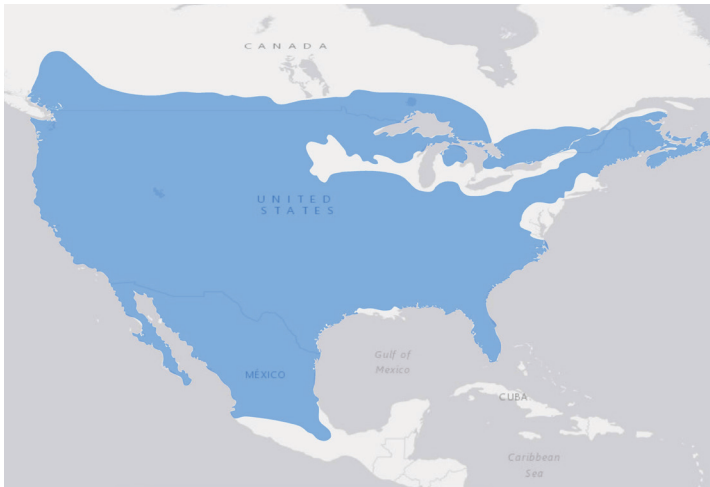 CANADA
UNITED
STATES
Gulf of
Mexico
MÉXICO
CUBA
Caribbean
Sea